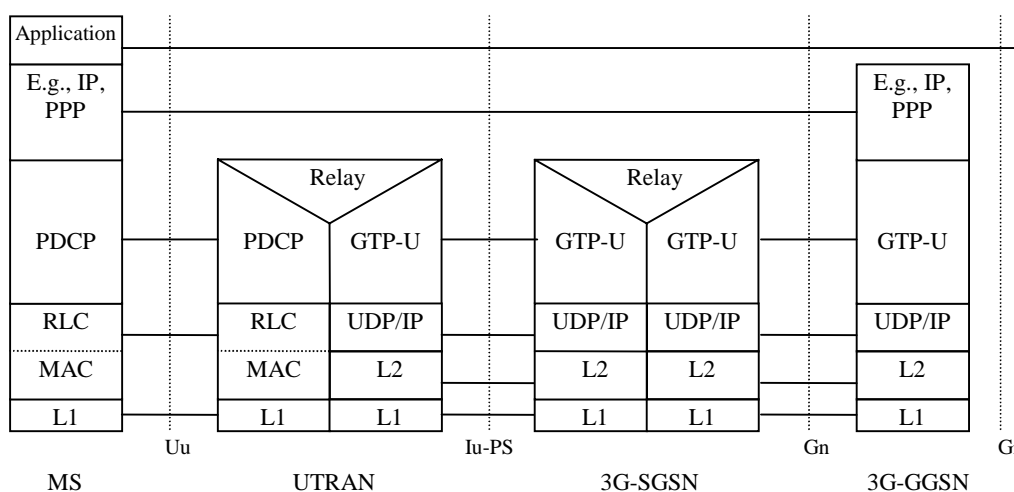 Application
E.g., IP,
PPP
E.g., IP,
PPP
Relay
Relay
PDCP
PDCP
GTP-U
GTP-U
GTP-U
GTP-U
RLC
RLC
UDP/IP
UDP/IP
UDP/IP
UDP/IP
MAC
MAC
L2
L2
L2
L2
L1
L1
L1
L1
L1
L1
Uu
Iu-PS
Gn
MS
UTRAN
3G-SGSN
3G-GGSN